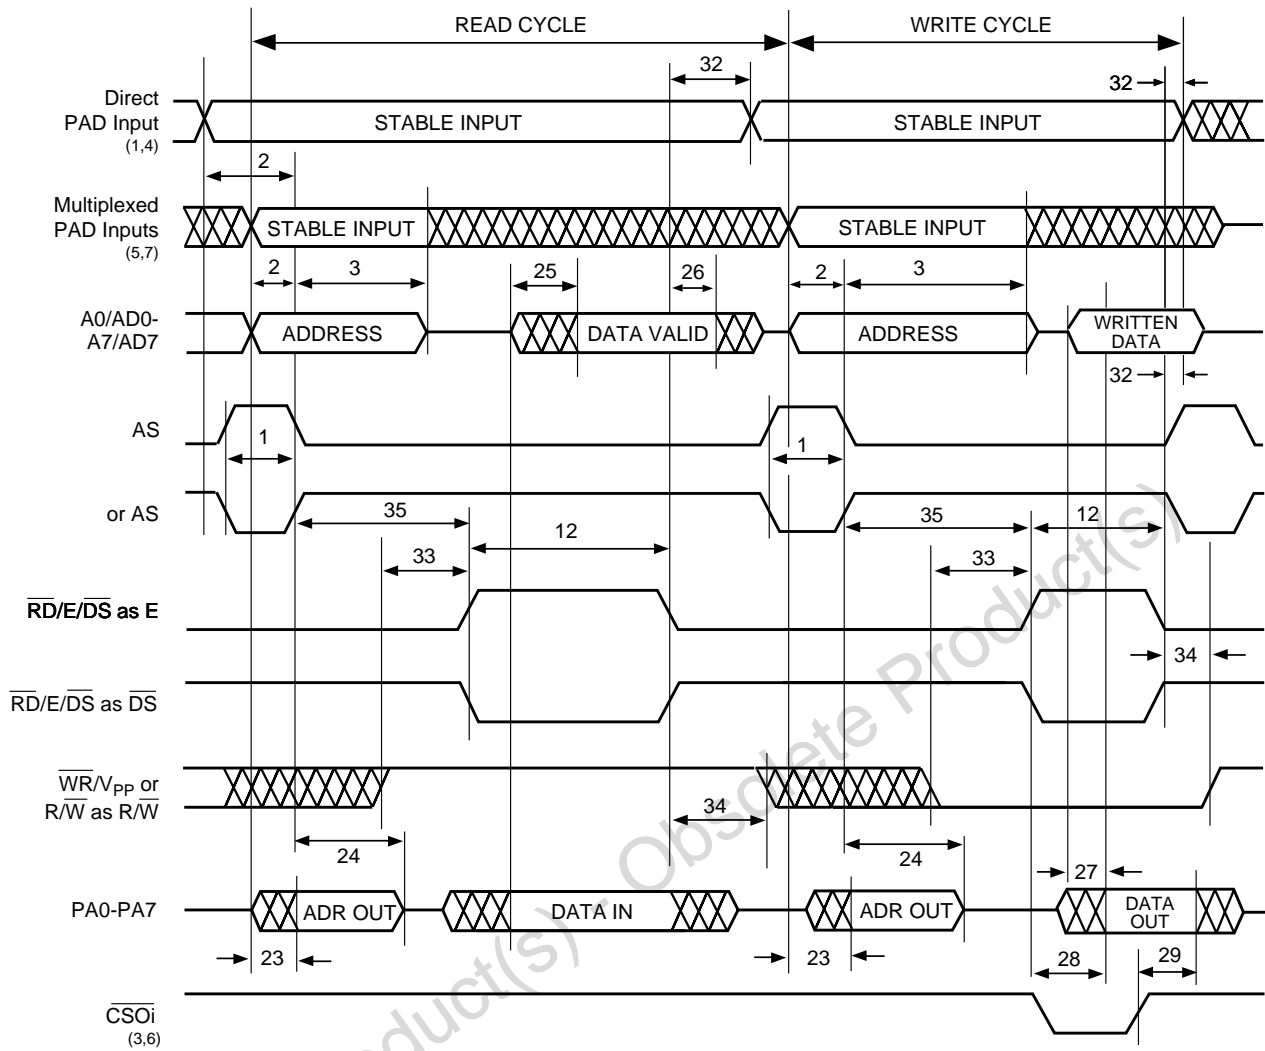 READ CYCLE WRITE CYCLE
32 32
Direct
PAD Input
(1,4)
STABLE INPUT STABLE INPUT
2
Multiplexed
PAD Inputs
(5,7)
STABLE INPUT STABLE INPUT
2 3 25 26 2 3
A0/AD0-
A7/AD7
ADDRESS DATA VALID ADDRESS WRITTEN
DATA
32
AS
1 1
or AS
35 12 35 12
33 33
RD/E/DS as E
34
RD/E/DS as DS
WR/VPP or
R/W as R/W
34
24 24
27
PA0-PA7
ADR OUT DATA IN ADR OUT DATA
OUT
23 23 28 29
CSOi
(3,6)
Product(s) - Obsolete Product(s)